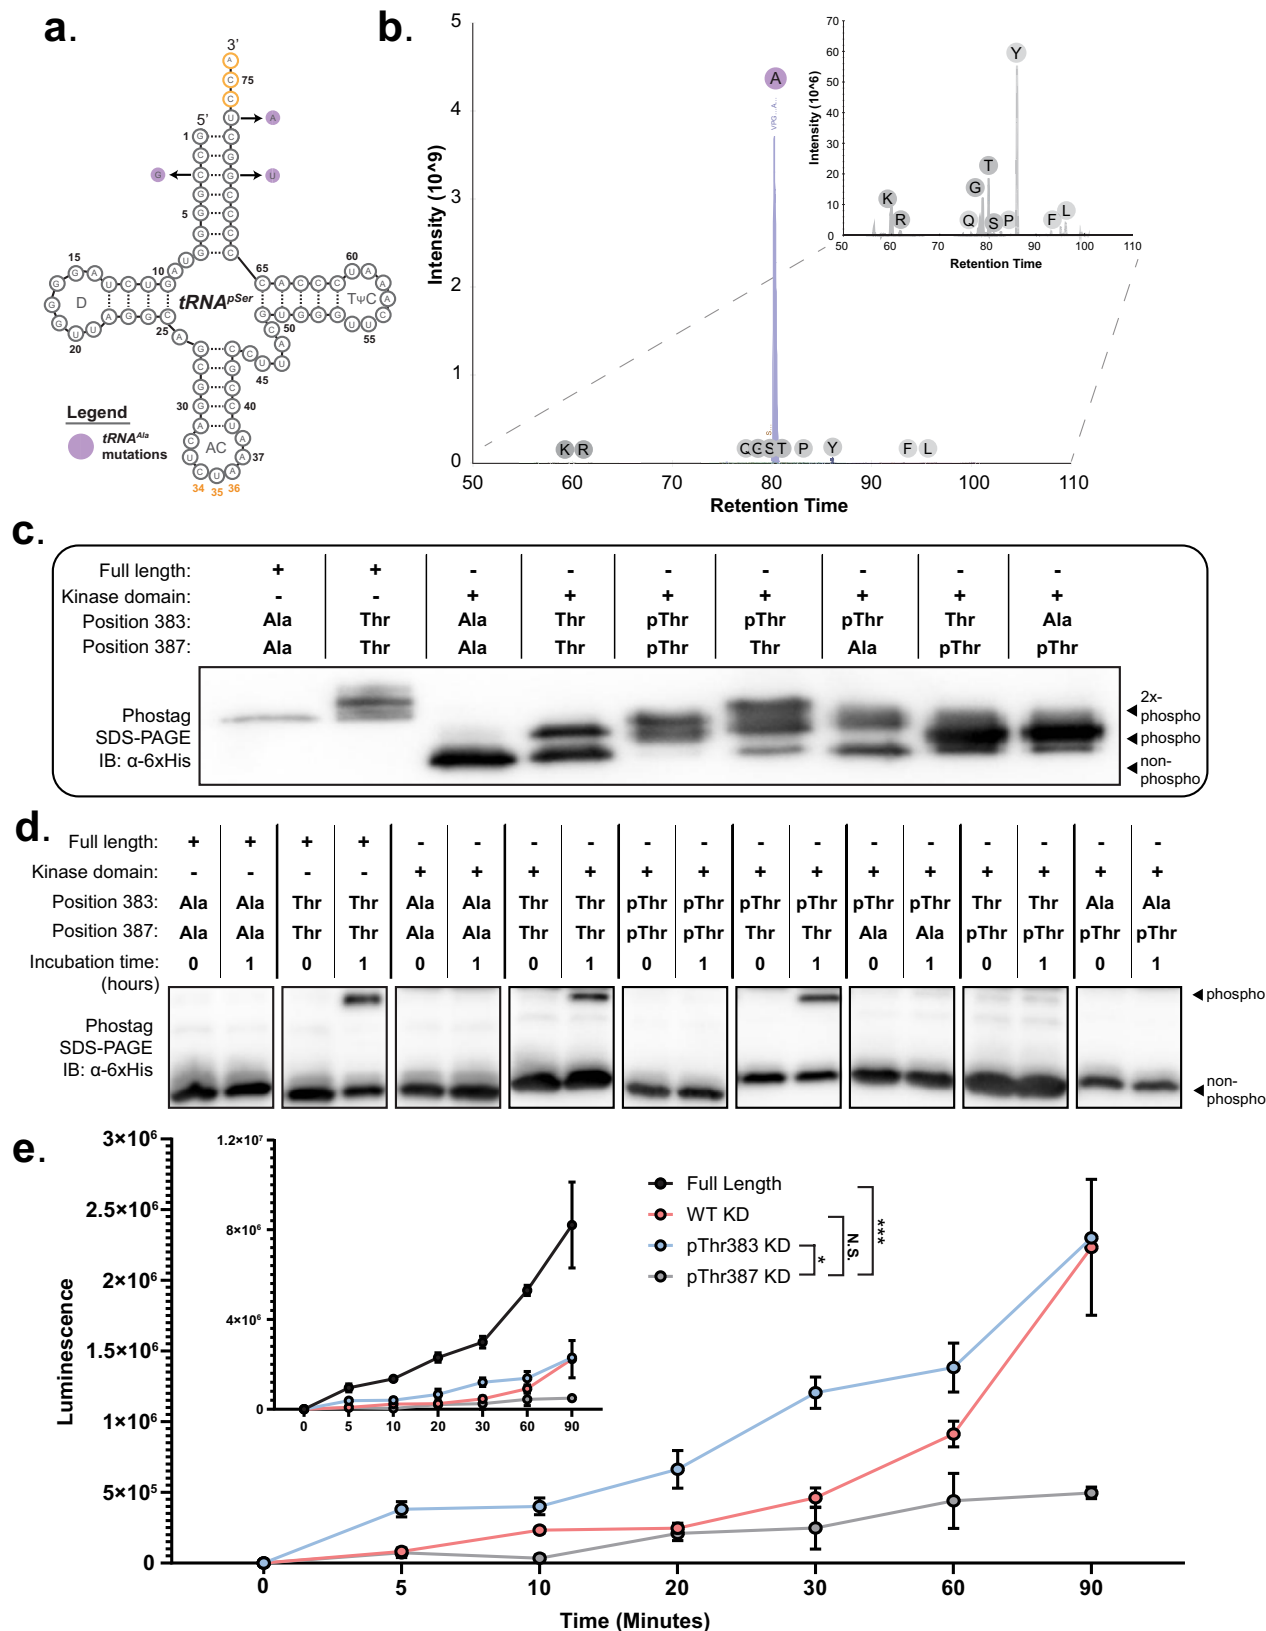 a.
3'
A
C
75
C
U
A
5'
1
G
U
5
10
15
20
25
30
34
35
36
37
40
45
50
55
60
65
D
TΨC
AC
tRNA^pSer
Legend
tRNA^Ala
mutations
b.
Intensity (10^9)
5
4
3
2
1
0
A
VPG...A...
S...
K R Q G S T P Y F L
50 60 70 80 90 100 110
Retention Time
Intensity (10^6)
70
60
50
40
30
20
10
0
K R Q G S T P Y F L
50 60 70 80 90 100 110
Retention Time
c.
Full length: + + - - - - - - -
Kinase domain: - - + + + + + + +
Position 383: Ala Thr Ala Thr pThr pThr pThr Thr Ala
Position 387: Ala Thr Ala Thr pThr Thr Ala pThr pThr
Phostag
SDS-PAGE
IB: α-6xHis
2x-
phospho
phospho
non-
phospho
d.
Full length: + + + + - - - - - - - - - - - - - -
Kinase domain: - - - - + + + + + + + + + + + + + +
Position 383: Ala Ala Thr Thr Ala Ala Thr Thr pThr pThr pThr pThr pThr pThr Thr Thr Ala Ala
Position 387: Ala Ala Thr Thr Ala Ala Thr Thr pThr pThr Thr Thr Ala Ala pThr pThr pThr pThr
Incubation time: 0 1 0 1 0 1 0 1 0 1 0 1 0 1 0 1 0 1
(hours)
Phostag
SDS-PAGE
IB: α-6xHis
phospho
non-
phospho
e.
Luminescence
3×10⁶
2.5×10⁶
2×10⁶
1.5×10⁶
1×10⁶
5×10⁵
0
0 5 10 20 30 60 90
Time (Minutes)
1.2×10⁷
8×10⁶
4×10⁶
0
0 5 10 20 30 60 90
Full Length
WT KD
pThr383 KD
pThr387 KD
*
N.S.
***